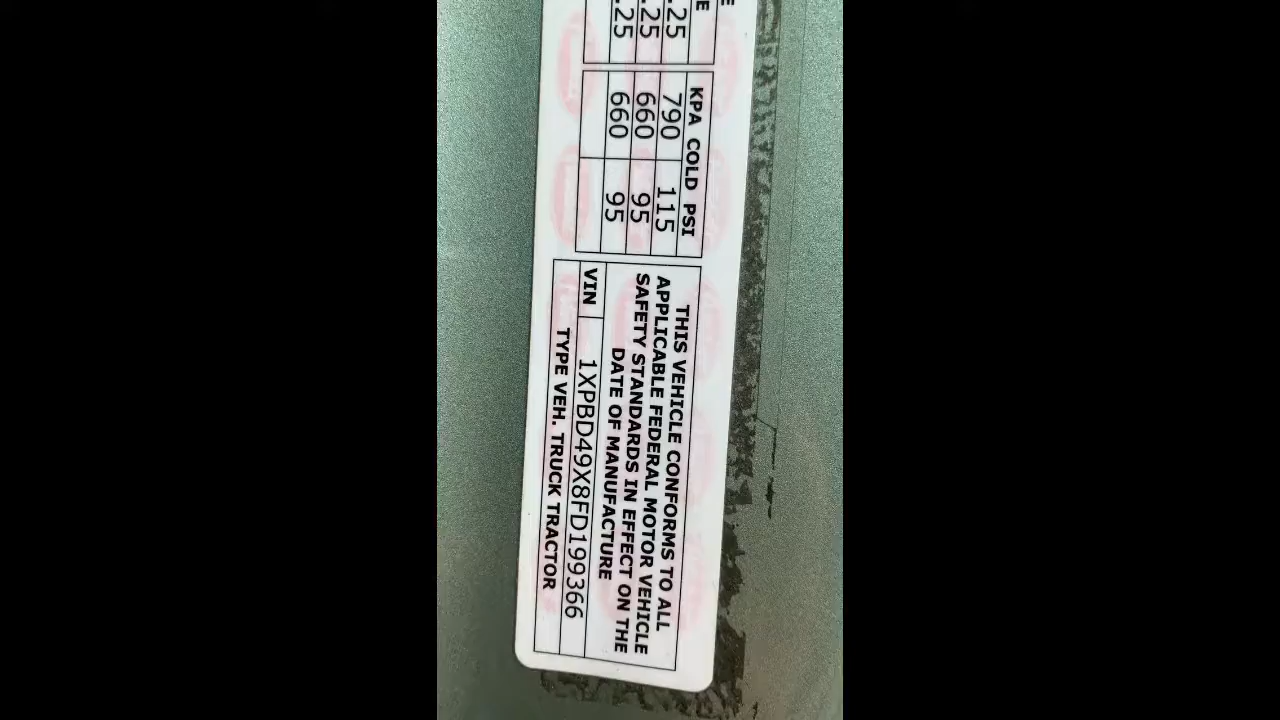 E
E
.25
.25
.25
KPA COLD PSI
790 115
660 95
660 95
THIS VEHICLE CONFORMS TO ALL
APPLICABLE FEDERAL MOTOR VEHICLE
SAFETY STANDARDS IN EFFECT ON THE
DATE OF MANUFACTURE
VIN 1XPBD49X8FD199366
TYPE VEH. TRUCK TRACTOR